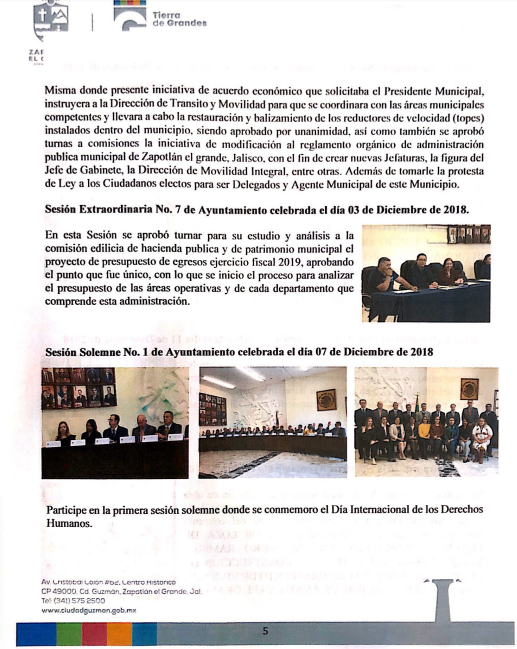 Tierra
de Grandes
ZAP
EL G
Misma donde presente iniciativa de acuerdo económico que solicitaba el Presidente Municipal,
instruyera a la Dirección de Transito y Movilidad para que se coordinara con las áreas municipales
competentes y llevara a cabo la restauración y balizamiento de los reductores de velocidad (topes)
instalados dentro del municipio, siendo aprobado por unanimidad, así como también se aprobó
turnas a comisiones la iniciativa de modificación al reglamento orgánico de administración
publica municipal de Zapotlán el grande, Jalisco, con el fin de crear nuevas Jefaturas, la figura del
Jefe de Gabinete, la Dirección de Movilidad Integral, entre otras. Además de tomarle la protesta
de Ley a los Ciudadanos electos para ser Delegados y Agente Municipal de este Municipio.
Sesión Extraordinaria No. 7 de Ayuntamiento celebrada el día 03 de Diciembre de 2018.
En esta Sesión se aprobó turnar para su estudio y análisis a la
comisión edilicia de hacienda publica y de patrimonio municipal el
proyecto de presupuesto de egresos ejercicio fiscal 2019, aprobando
el punto que fue único, con lo que se inicio el proceso para analizar
el presupuesto de las áreas operativas y de cada departamento que
comprende esta administración.
Sesión Solemne No. 1 de Ayuntamiento celebrada el día 07 de Diciembre de 2018
Participe en la primera sesión solemne donde se conmemoro el Día Internacional de los Derechos
Humanos.
Av. Cristóbal Colón #62, Centro Histórico
CP 49000, Cd. Guzmán, Zapotlán el Grande, Jal.
Tel: (341) 575 2500
www.ciudadguzman.gob.mx
5